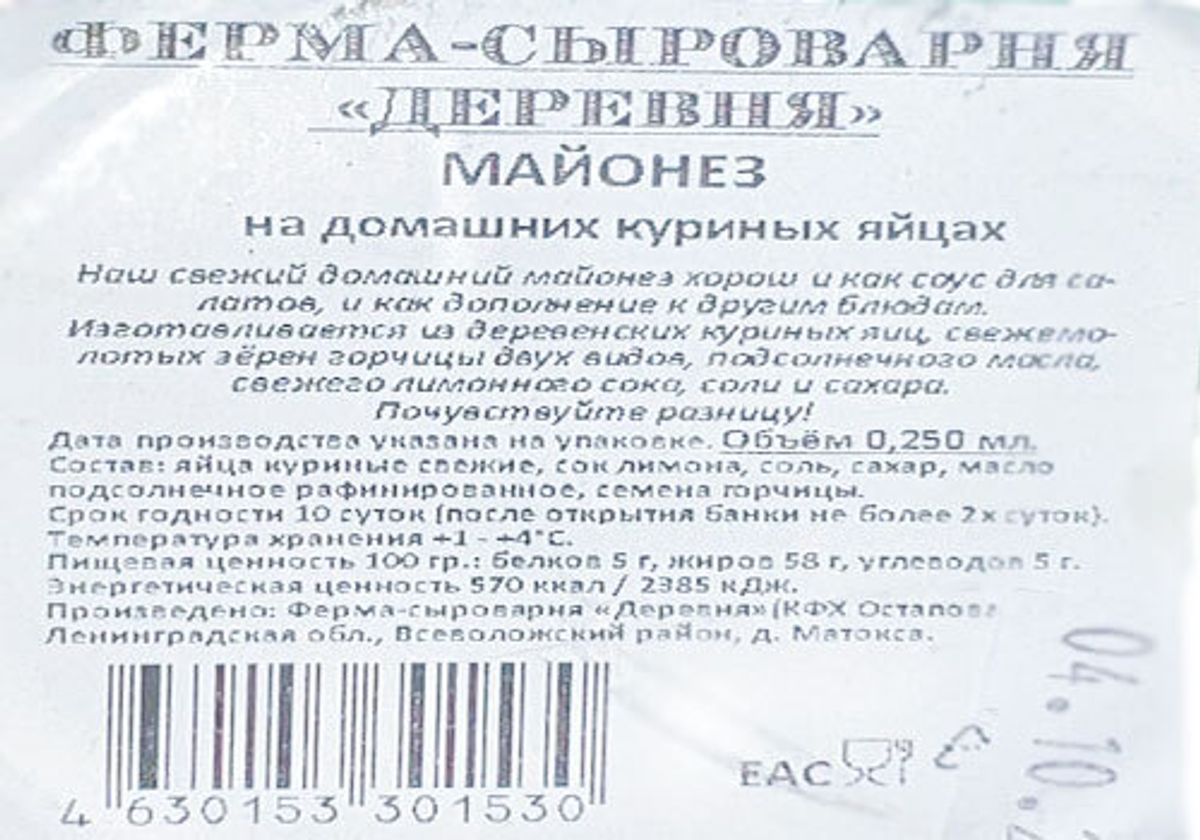 ФЕРМА-СЫРОВАРНЯ
«ДЕРЕВНЯ»
МАЙОНЕЗ
на домашних куриных яйцах
Наш свежий домашний майонез хорош и как соус для са-
латов, и как дополнение к другим блюдам.
Изготавливается из деревенских куриных яиц, свежемо-
лотых зёрен горчицы двух видов, подсолнечного масла,
свежего лимонного сока, соли и сахара.
Почувствуйте разницу!
Дата производства указана на упаковке. Объём 0,250 мл.
Состав: яйца куриные свежие, сок лимона, соль, сахар, масло
подсолнечное рафинированное, семена горчицы.
Срок годности 10 суток (после открытия банки не более 2х суток).
Температура хранения +1 - +4°С.
Пищевая ценность 100 гр.: белков 5 г, жиров 58 г, углеводов 5 г.
Энергетическая ценность 570 ккал / 2385 кДж.
Произведено: Ферма-сыроварня «Деревня» (КФХ Остапова
Ленинградская обл., Всеволожский район, д. Матокса.
4 630153 301530
EAC
04.10.